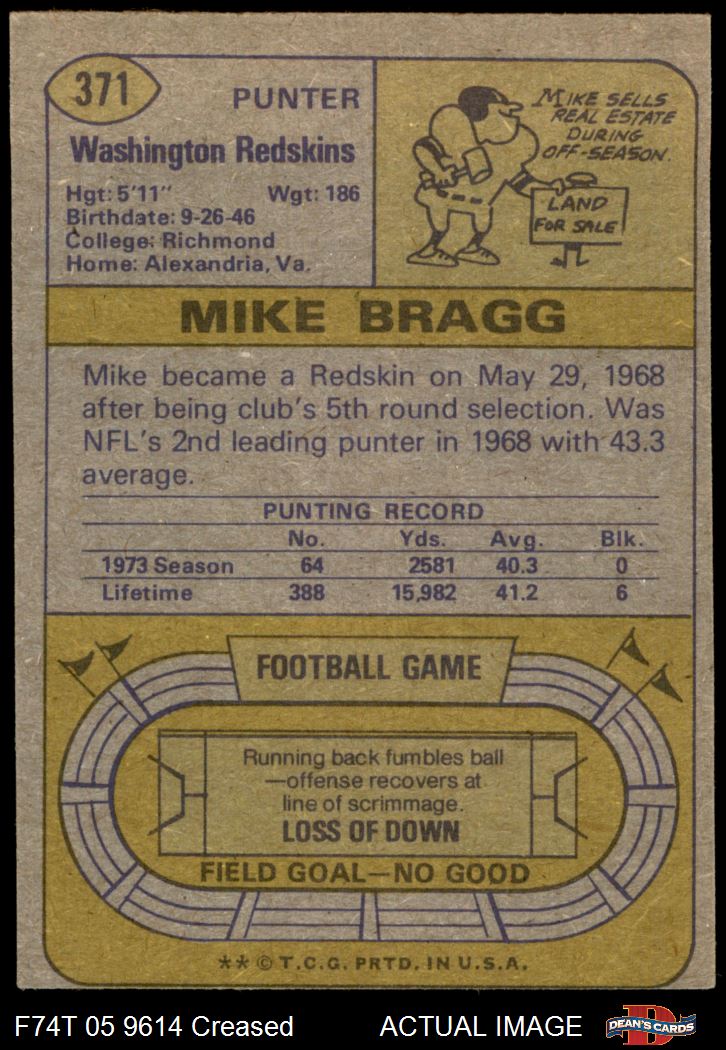 371
PUNTER
Washington Redskins
Hgt: 5'11" Wgt: 186
Birthdate: 9-26-46
College: Richmond
Home: Alexandria, Va.
MIKE SELLS
REAL ESTATE
DURING
OFF-SEASON.
LAND
FOR SALE
MIKE BRAGG
Mike became a Redskin on May 29, 1968
after being club's 5th round selection. Was
NFL's 2nd leading punter in 1968 with 43.3
average.
PUNTING RECORD
No. Yds. Avg. Blk.
1973 Season 64 2581 40.3 0
Lifetime 388 15,982 41.2 6
FOOTBALL GAME
Running back fumbles ball
—offense recovers at
line of scrimmage.
LOSS OF DOWN
FIELD GOAL—NO GOOD
** © T.C.G. PRTD. IN U.S.A.
F74T 05 9614 Creased ACTUAL IMAGE
D
DEAN'S CARDS